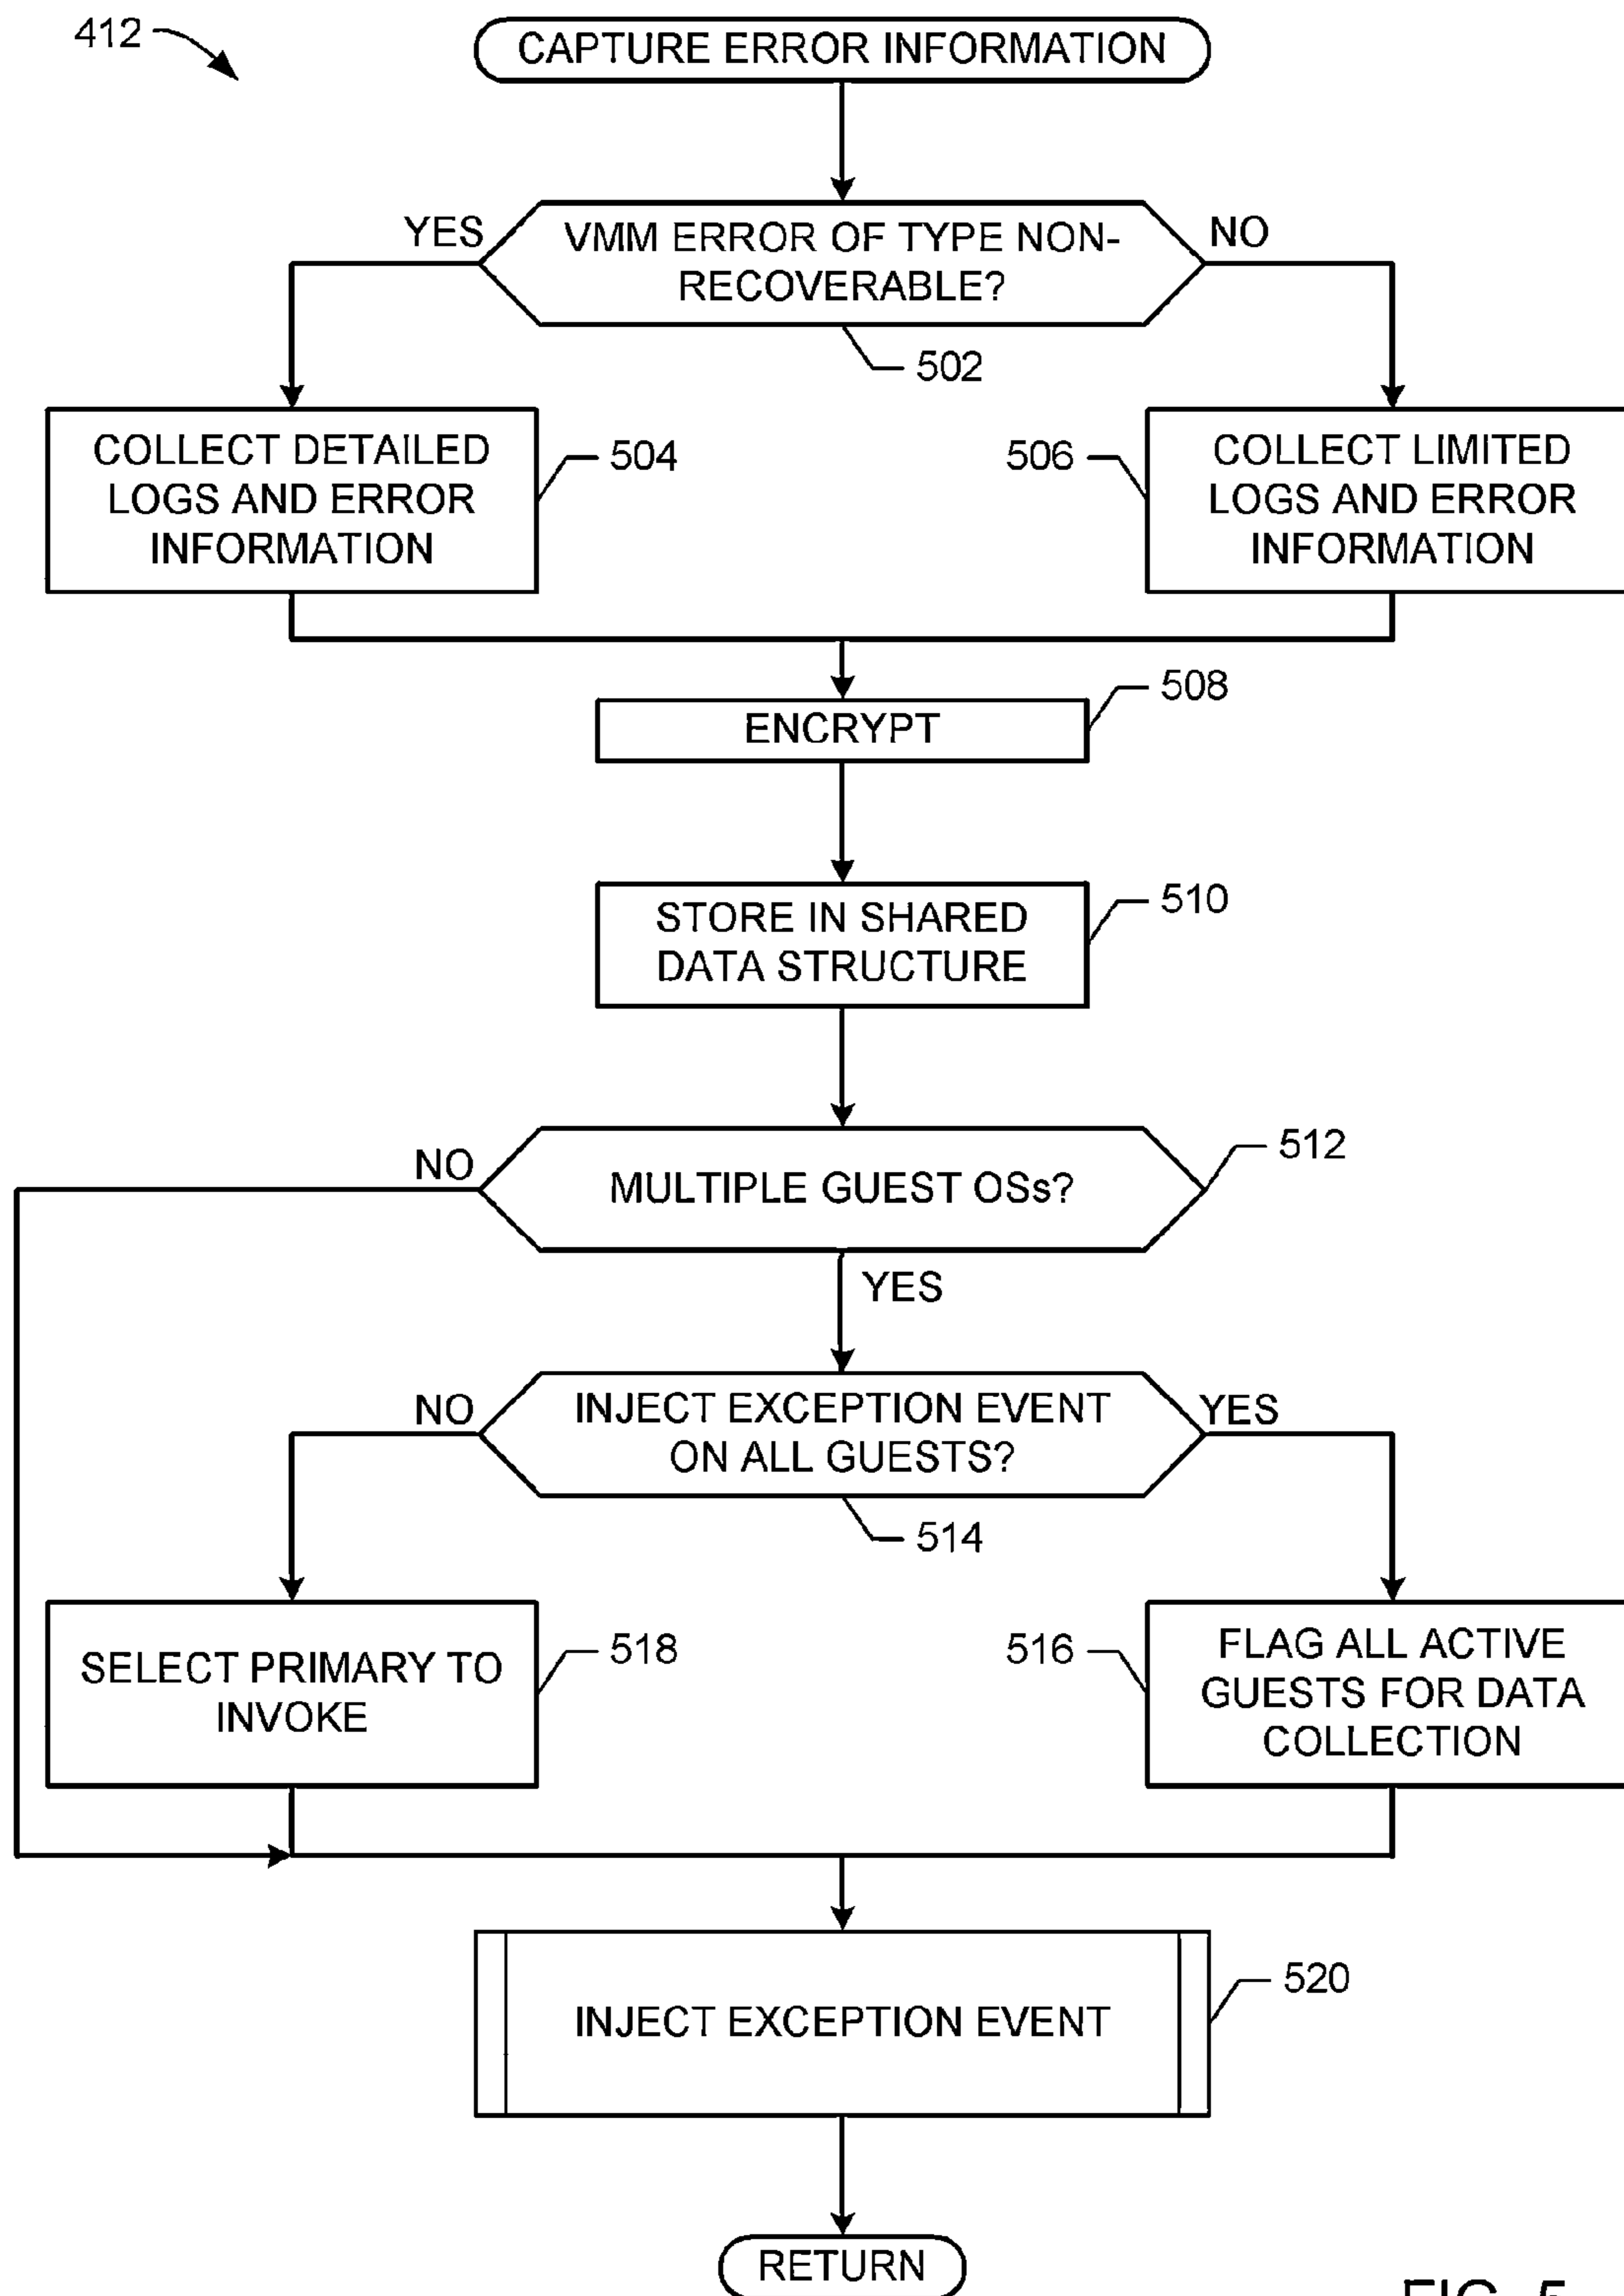 412
CAPTURE ERROR INFORMATION
YES
VMM ERROR OF TYPE NON-
RECOVERABLE?
NO
502
COLLECT DETAILED
LOGS AND ERROR
INFORMATION
504
506
COLLECT LIMITED
LOGS AND ERROR
INFORMATION
508
ENCRYPT
510
STORE IN SHARED
DATA STRUCTURE
NO
MULTIPLE GUEST OSs?
512
YES
NO
INJECT EXCEPTION EVENT
ON ALL GUESTS?
YES
514
SELECT PRIMARY TO
INVOKE
518
516
FLAG ALL ACTIVE
GUESTS FOR DATA
COLLECTION
520
INJECT EXCEPTION EVENT
RETURN
FIG. 5